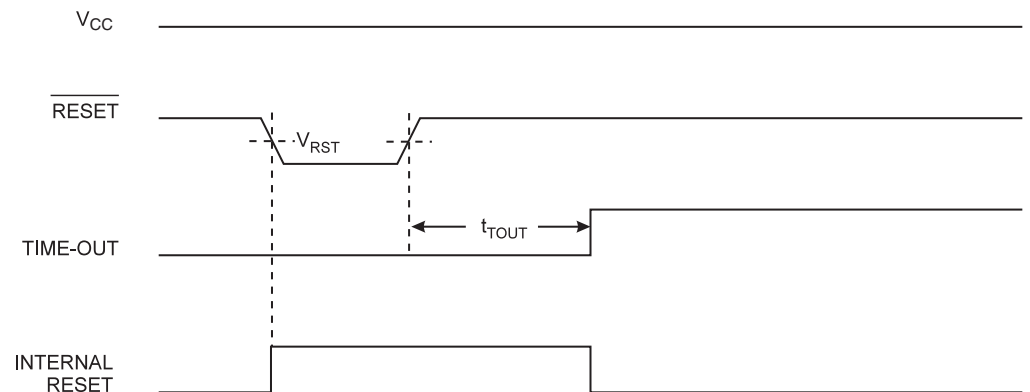 VCC
RESET
VRST
tTOUT
TIME-OUT
INTERNAL
RESET